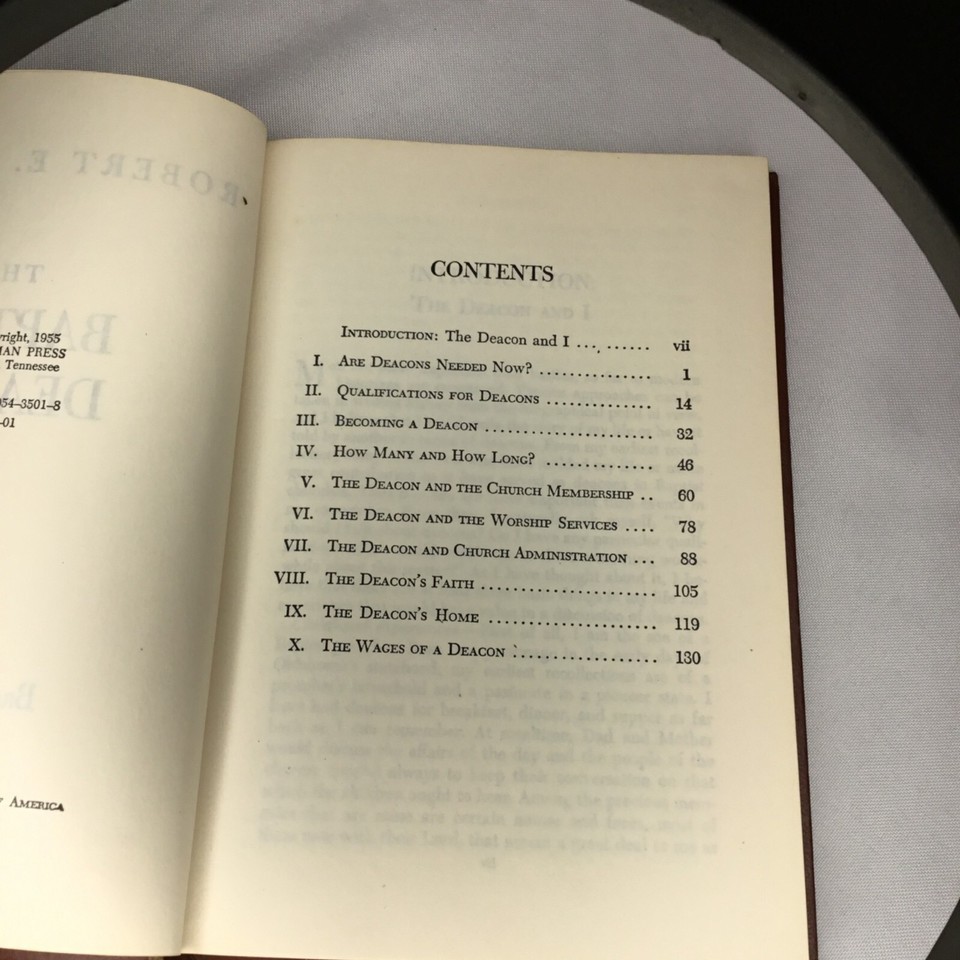 ROBERT E.
right, 1955
MAN PRESS
Tennessee
054-3501-8
-01
AMERICA
CONTENTS
INTRODUCTION: The Deacon and I ... ...... vii
I. ARE DEACONS NEEDED NOW? ............... 1
II. QUALIFICATIONS FOR DEACONS .............. 14
III. BECOMING A DEACON ........................ 32
IV. HOW MANY AND HOW LONG? .............. 46
V. THE DEACON AND THE CHURCH MEMBERSHIP .. 60
VI. THE DEACON AND THE WORSHIP SERVICES .... 78
VII. THE DEACON AND CHURCH ADMINISTRATION ... 88
VIII. THE DEACON'S FAITH ......................... 105
IX. THE DEACON'S HOME ........................ 119
X. THE WAGES OF A DEACON .................... 130